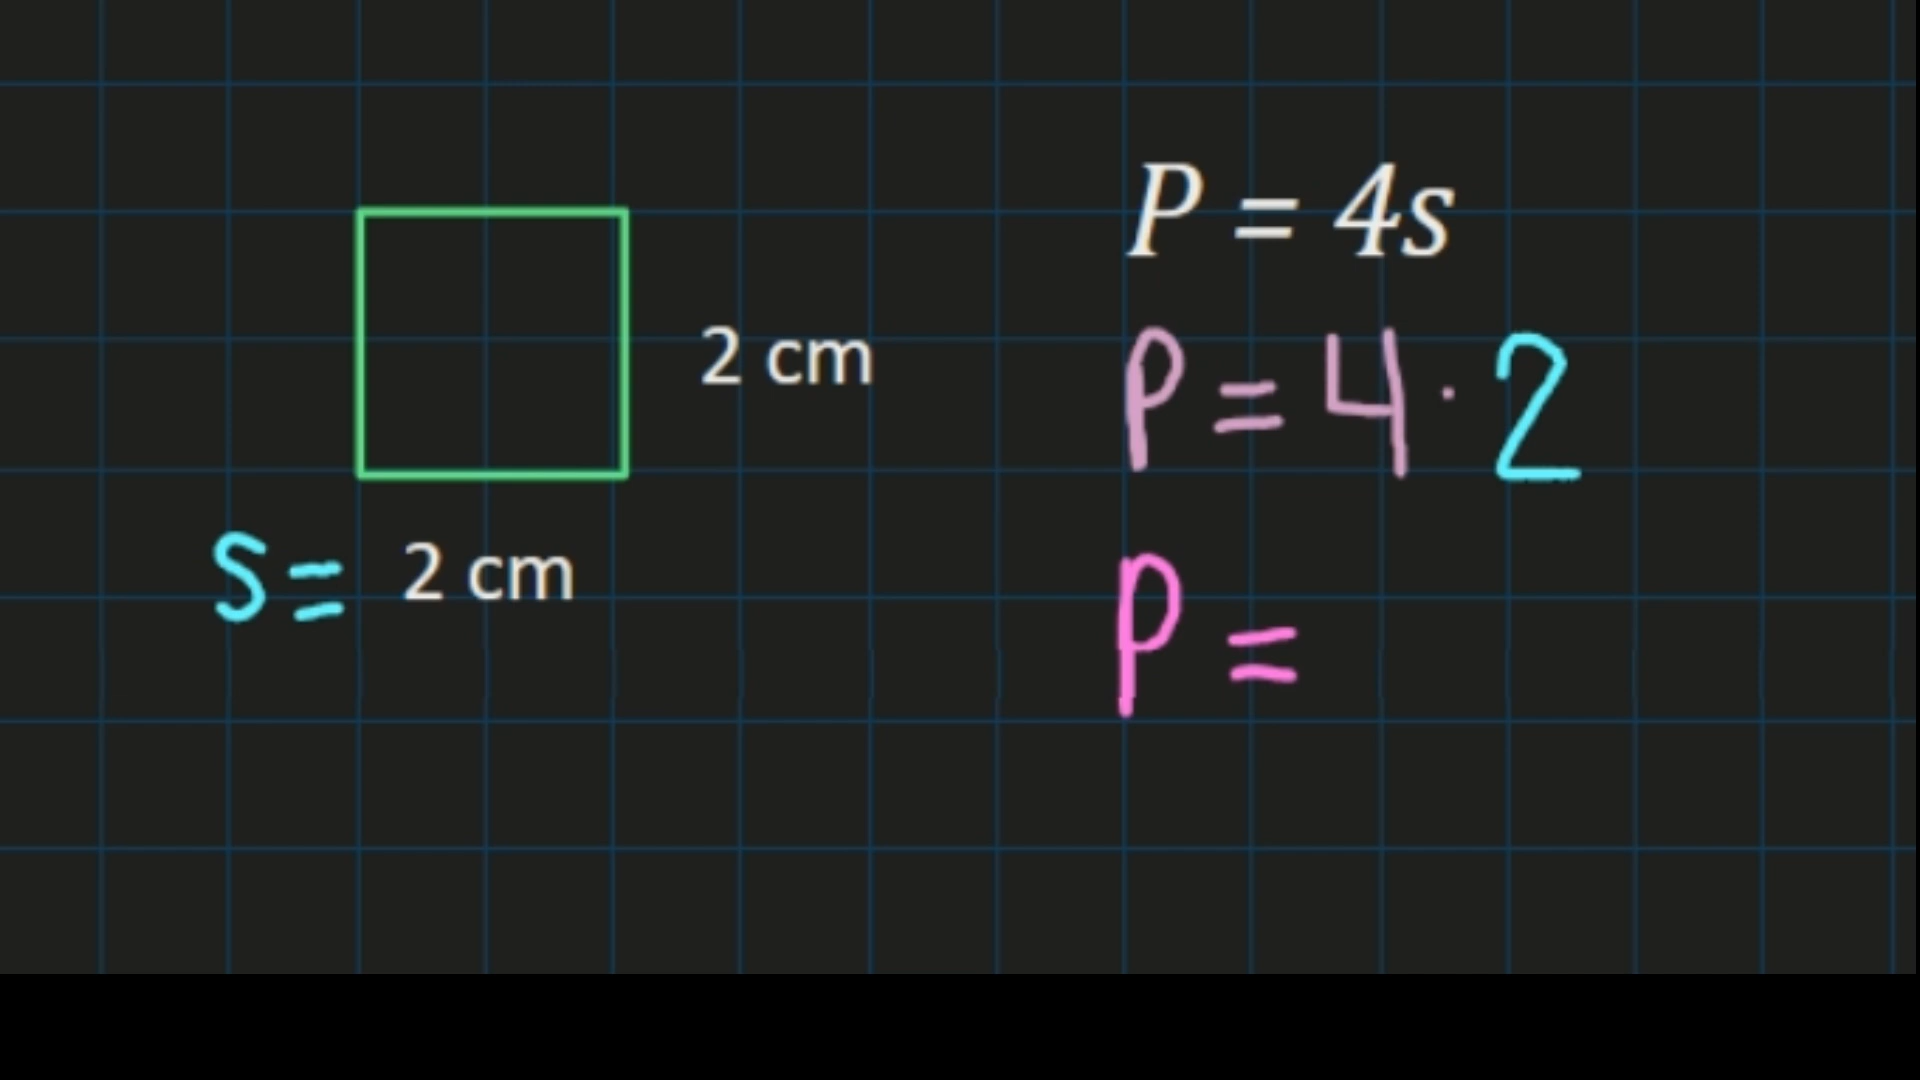 P = 4s
2 cm
P = 4 · 2
s = 2 cm
P =